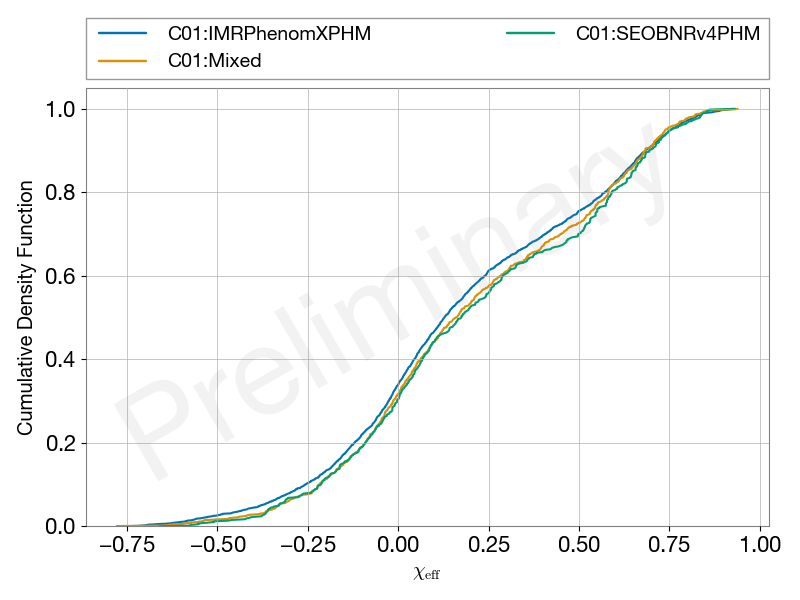 C01:IMRPhenomXPHM
C01:Mixed
C01:SEOBNRv4PHM
Preliminary
Cumulative Density Function
1.0
0.8
0.6
0.4
0.2
0.0
−0.75 −0.50 −0.25 0.00 0.25 0.50 0.75 1.00
χeff